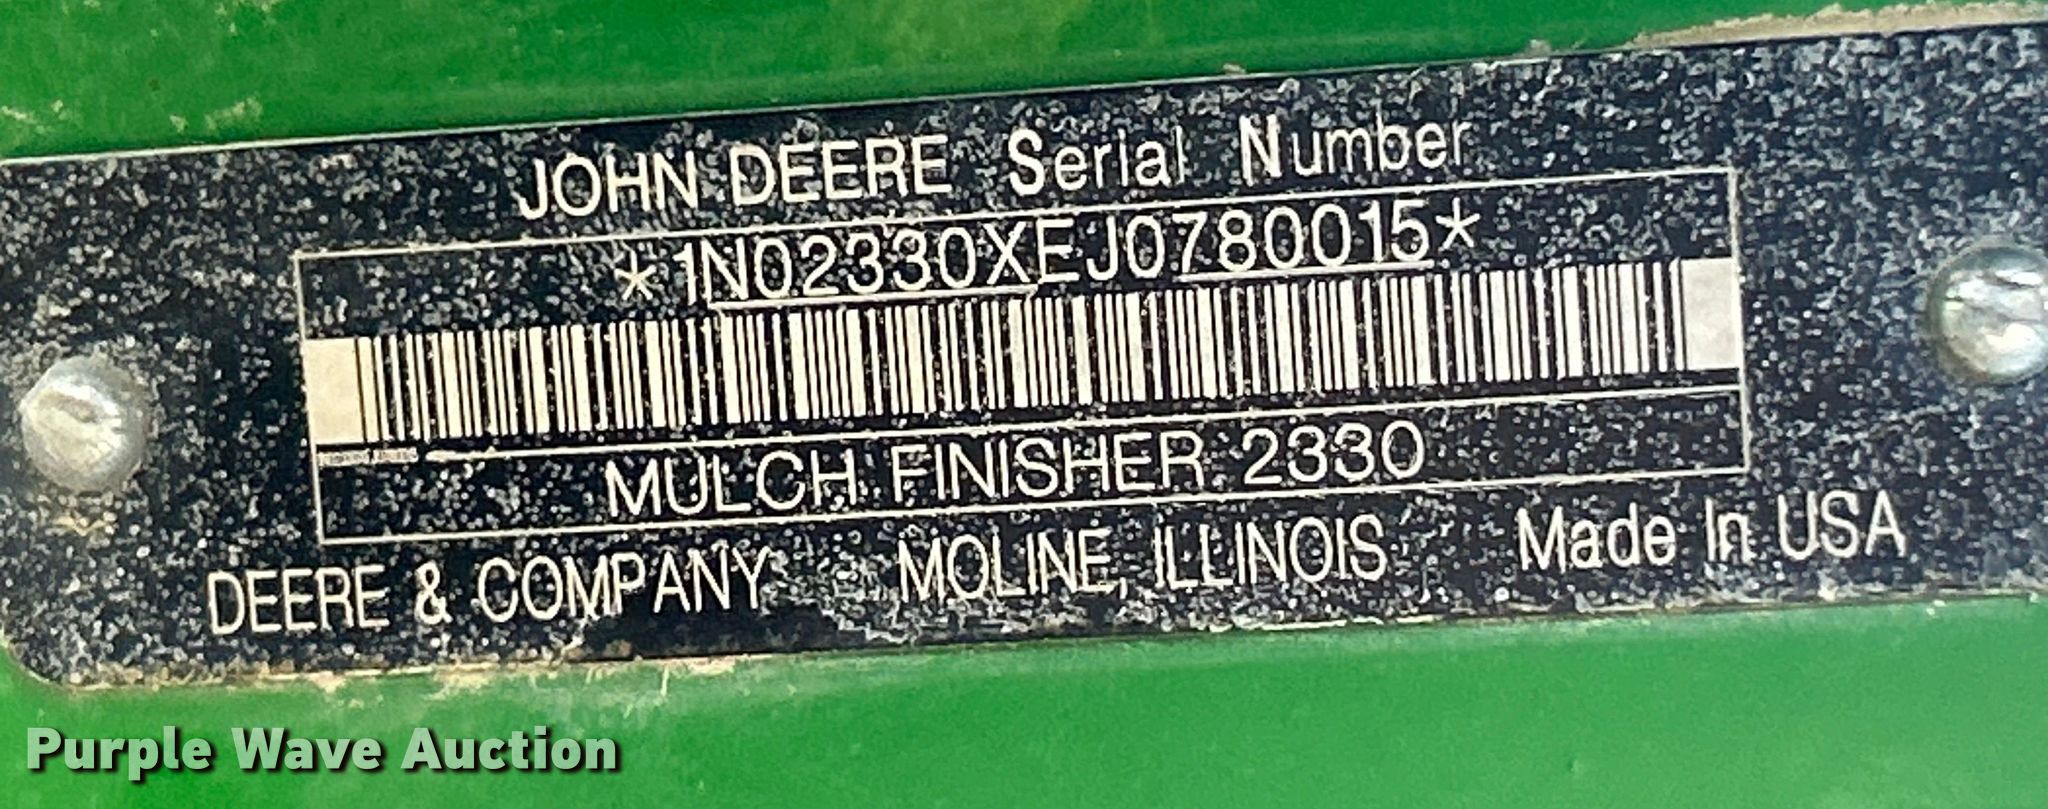 JOHN DEERE Serial Number
*1N02330XEJ0780015*
MULCH FINISHER 2330
DEERE & COMPANY MOLINE, ILLINOIS Made In USA
Purple Wave Auction